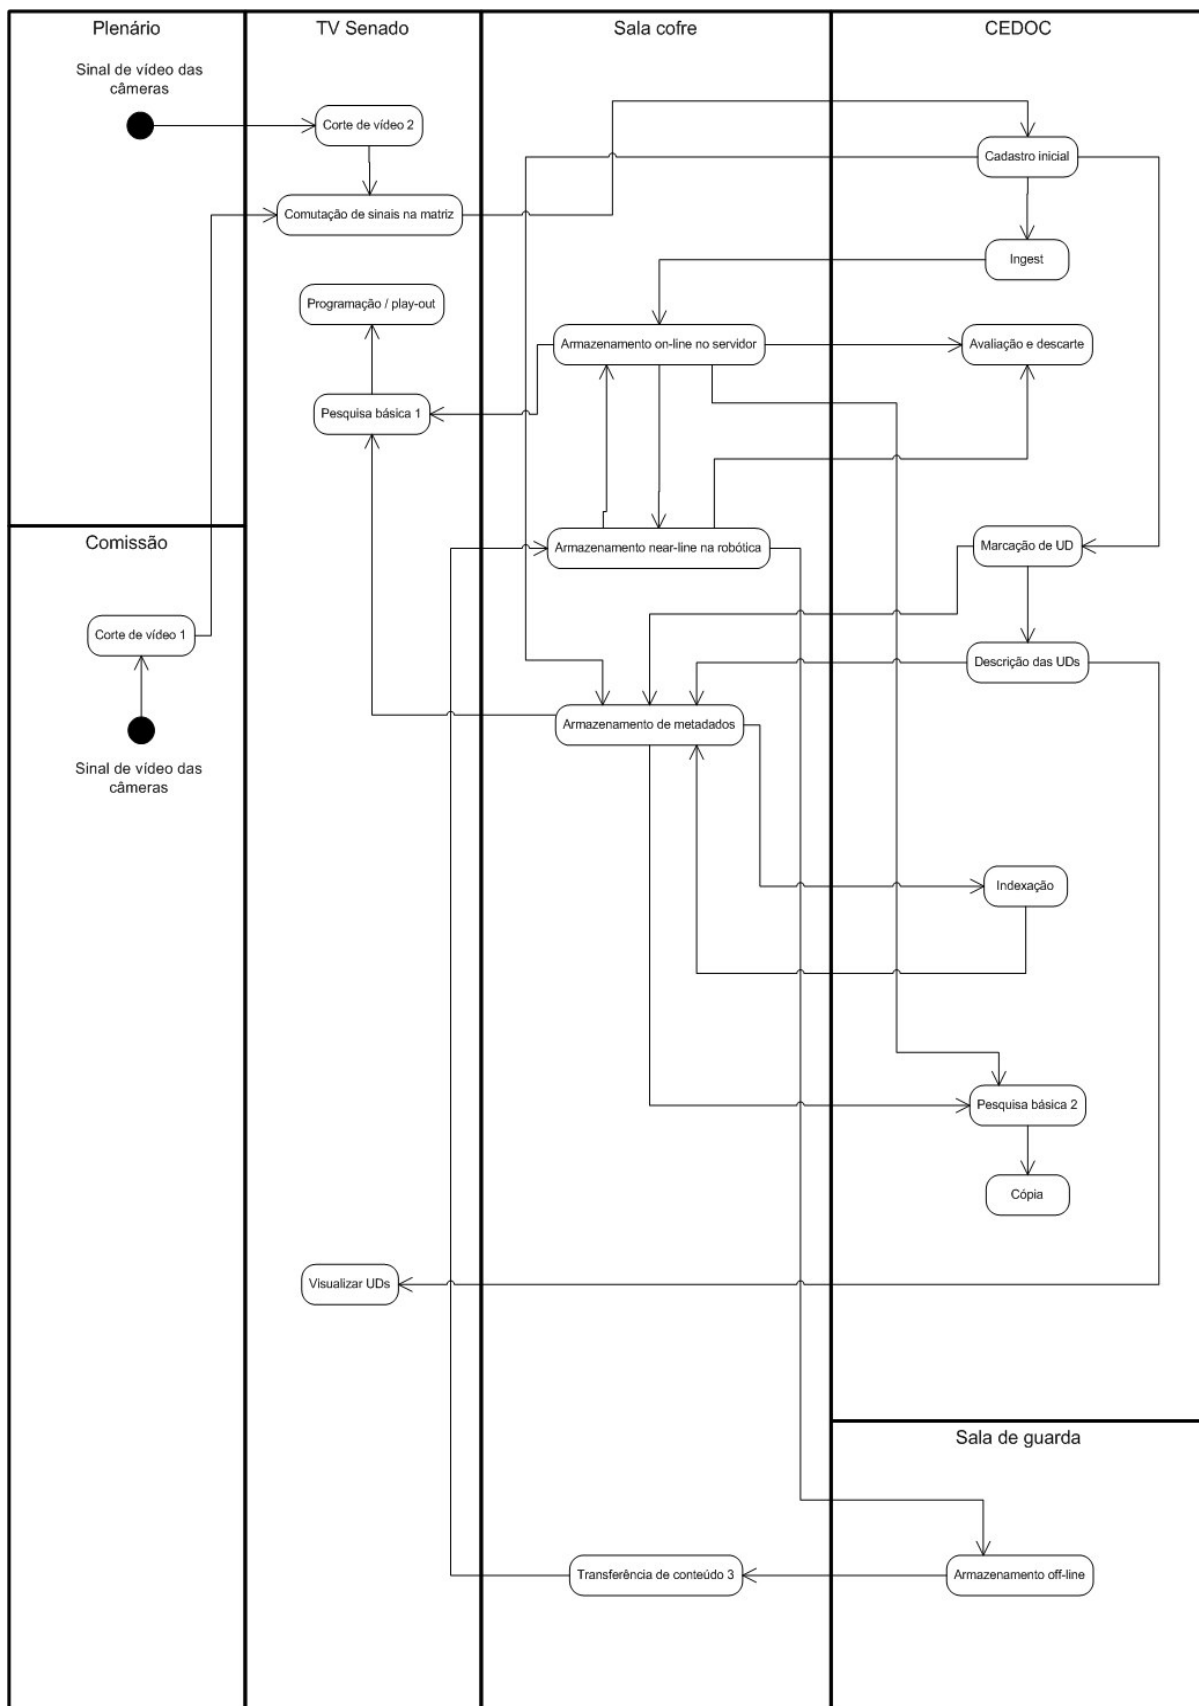 Plenário
TV Senado
Sala cofre
CEDOC
Sinal de vídeo das
câmeras
Corte de vídeo 2
Cadastro inicial
Comutação de sinais na matriz
Ingest
Programação / play-out
Armazenamento on-line no servidor
Avaliação e descarte
Pesquisa básica 1
Comissão
Armazenamento near-line na robótica
Marcação de UD
Corte de vídeo 1
Descrição das UDs
Armazenamento de metadados
Sinal de vídeo das
câmeras
Indexação
Pesquisa básica 2
Cópia
Visualizar UDs
Sala de guarda
Transferência de conteúdo 3
Armazenamento off-line